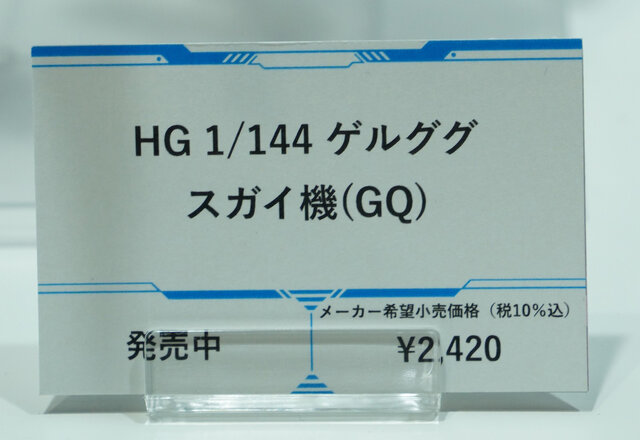 HG 1/144 ゲルググ
スガイ機(GQ)
メーカー希望小売価格（税10%込）
発売中
¥2,420